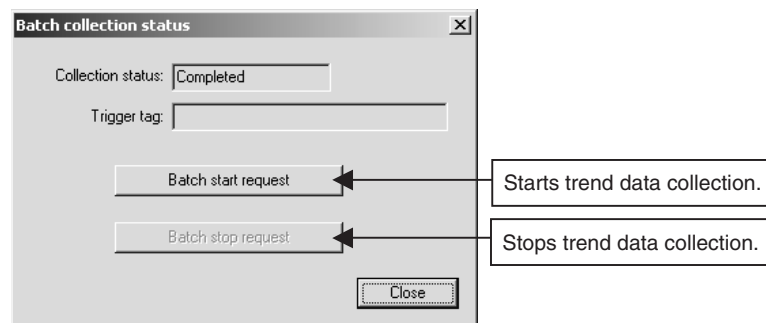 Batch collection status
Collection status: Completed
Trigger tag:
Batch start request
Starts trend data collection.
Batch stop request
Stops trend data collection.
Close